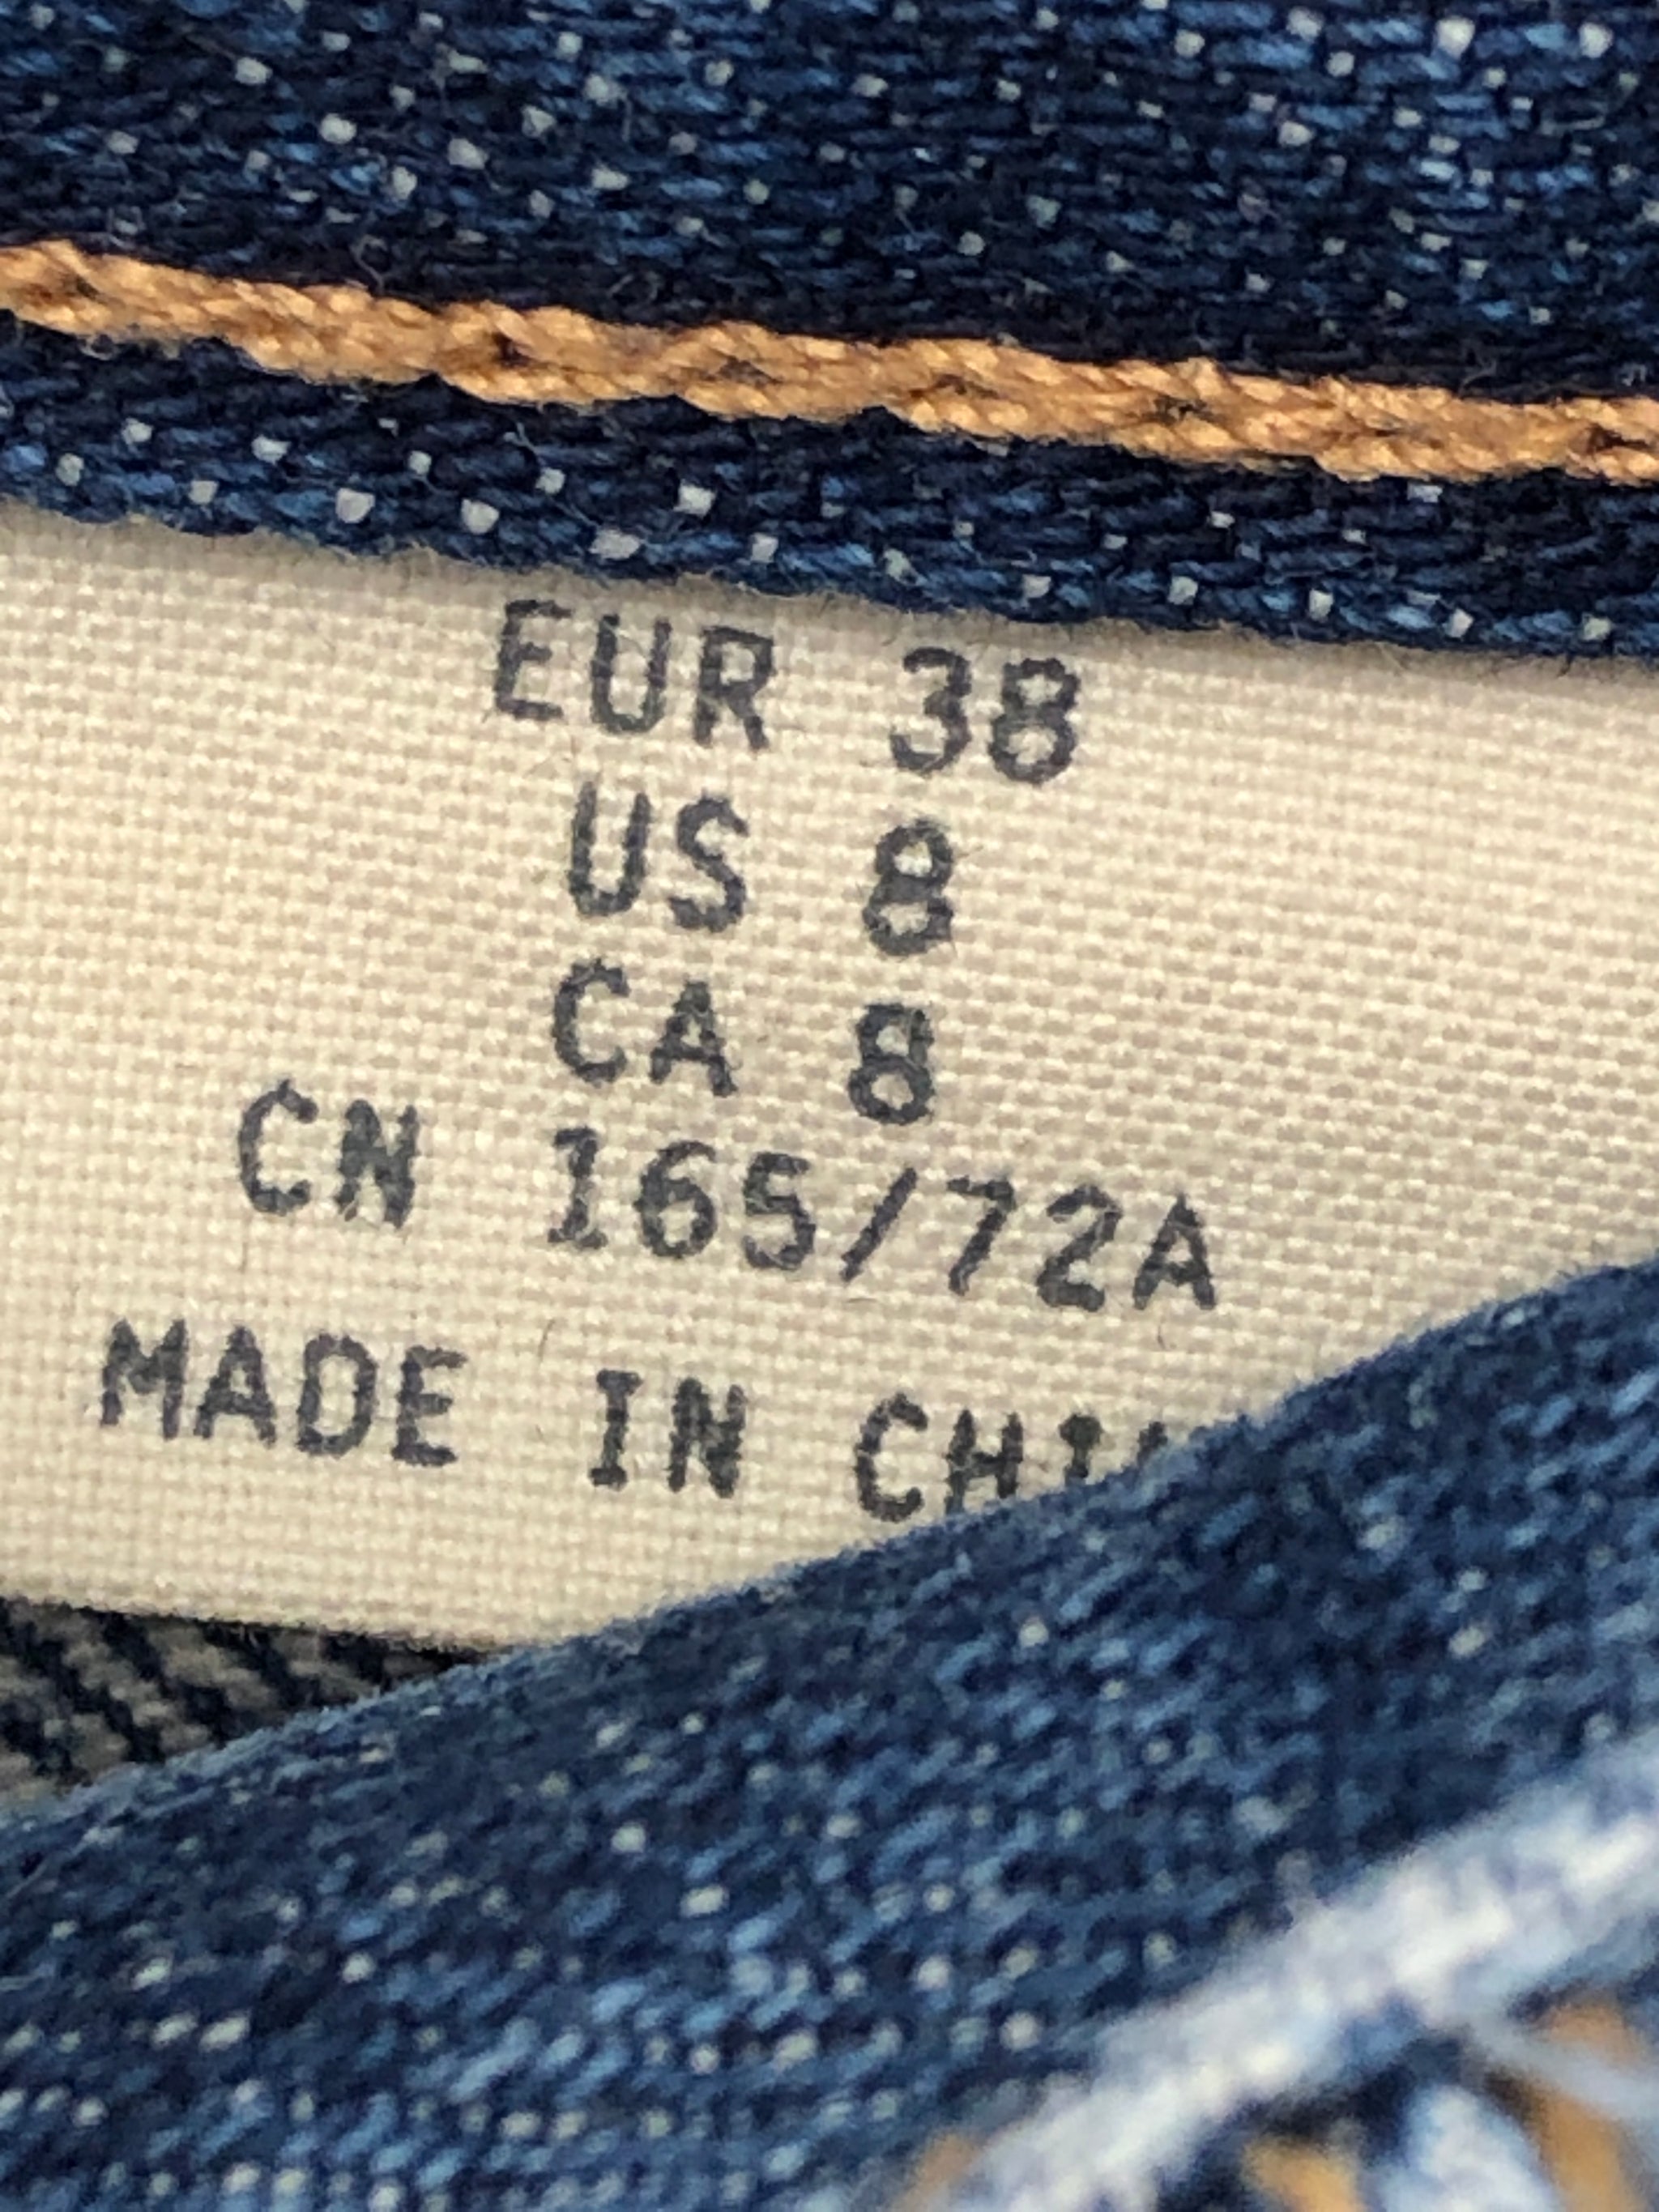 EUR 38
US 8
CA 8
CN 165/72A
MADE IN